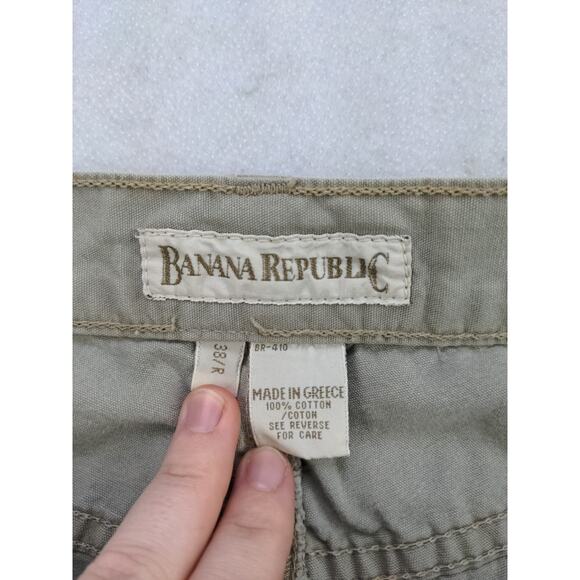 BANANA REPUBLIC
38/R
BR-410
MADE IN GREECE
100% COTTON
/COTON
SEE REVERSE
FOR CARE